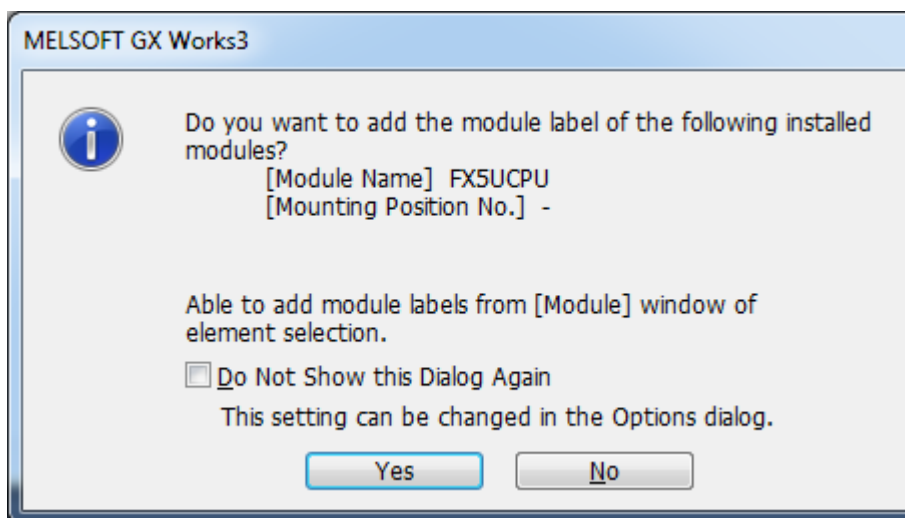 MELSOFT GX Works3
Do you want to add the module label of the following installed
modules?
[Module Name] FX5UCPU
[Mounting Position No.] -
Able to add module labels from [Module] window of
element selection.
Do Not Show this Dialog Again
This setting can be changed in the Options dialog.
Yes No